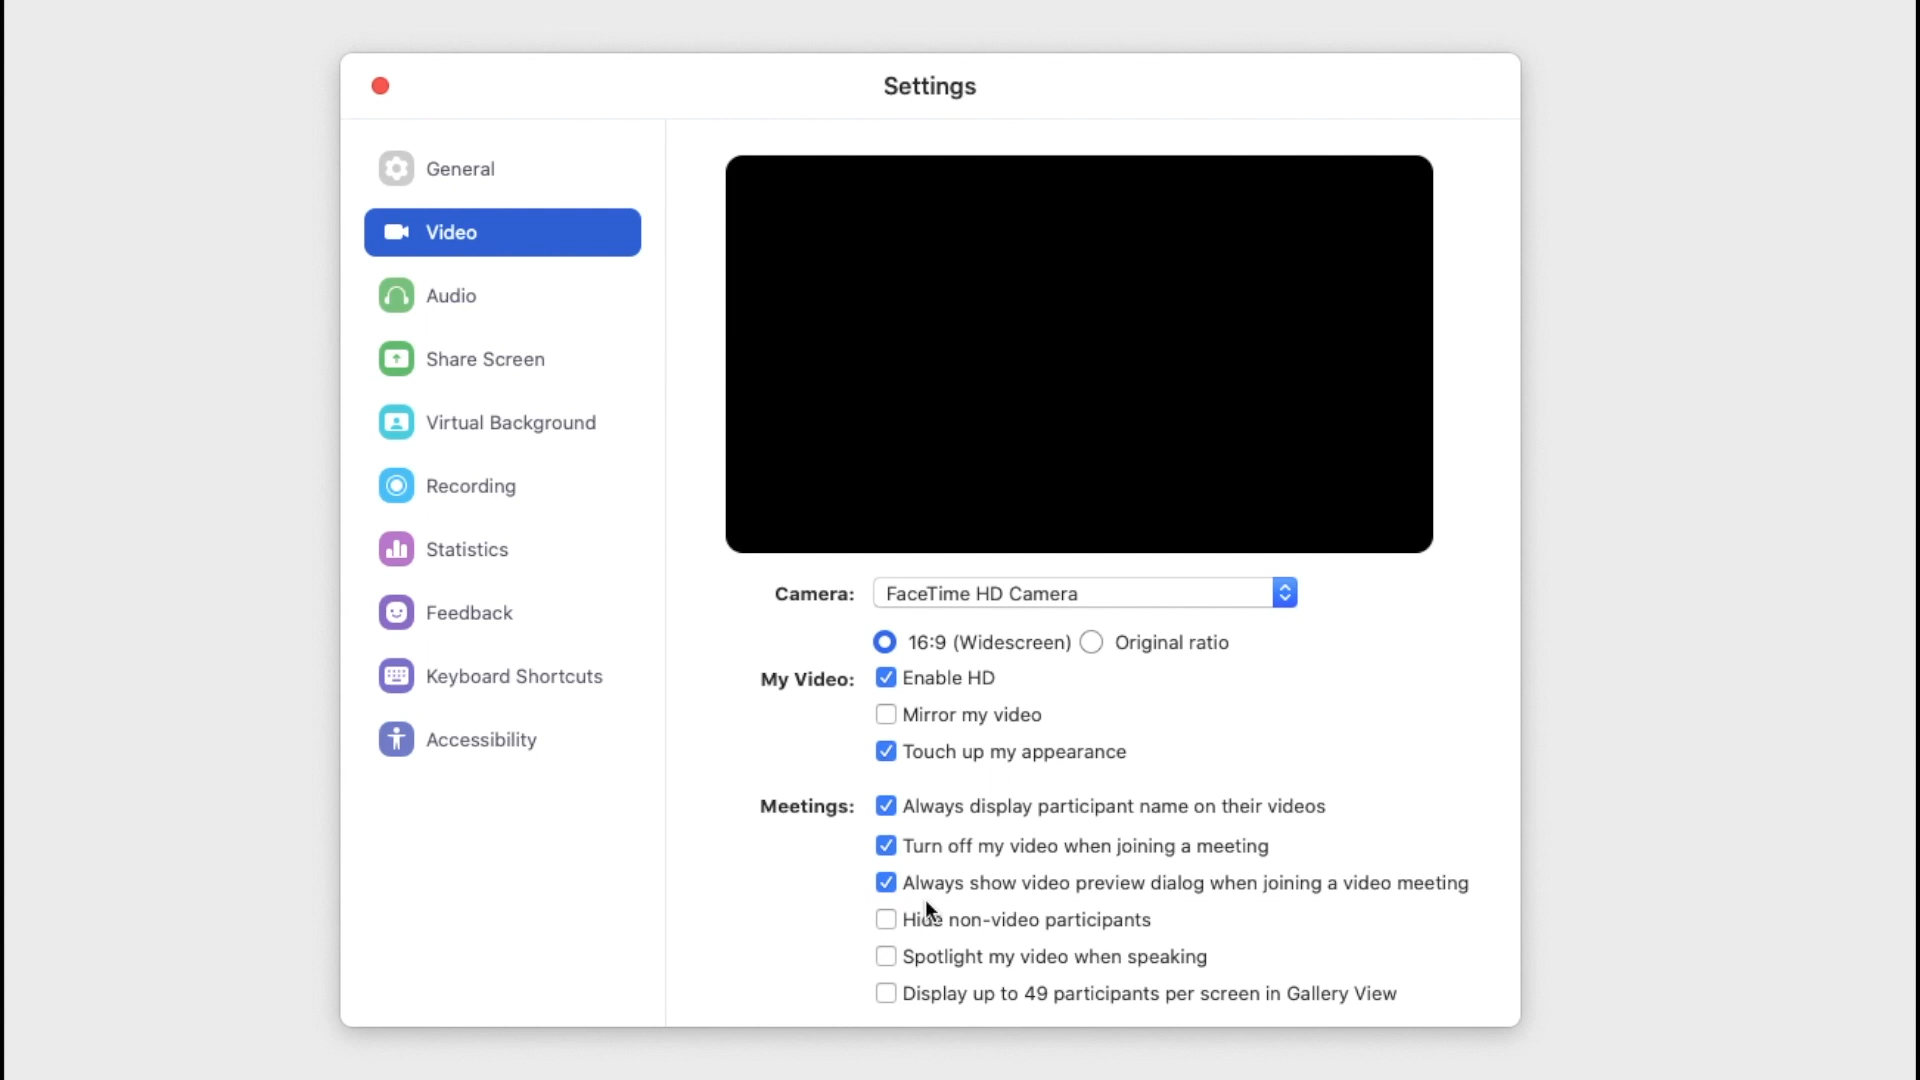 Settings
General
Video
Audio
Share Screen
Virtual Background
Recording
Statistics
Feedback
Keyboard Shortcuts
Accessibility
Camera: FaceTime HD Camera
16:9 (Widescreen) Original ratio
My Video: Enable HD
Mirror my video
Touch up my appearance
Meetings: Always display participant name on their videos
Turn off my video when joining a meeting
Always show video preview dialog when joining a video meeting
Hide non-video participants
Spotlight my video when speaking
Display up to 49 participants per screen in Gallery View